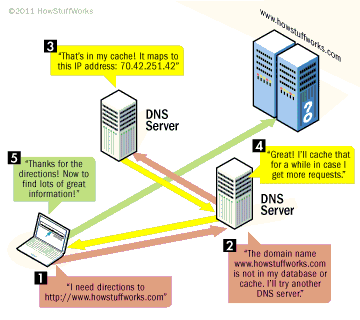 ©2011 HowStuffWorks
www.howstuffworks.com
3
"That's in my cache! It maps to
this IP address: 70.42.251.42"
DNS
Server
5
"Thanks for the
directions! Now to
find lots of great
information!"
4
"Great! I'll cache that
for a while in case I
get more requests."
DNS
Server
1
"I need directions to
http://www.howstuffworks.com"
2
"The domain name
www.howstuffworks.com
is not in my database or
cache. I'll try another
DNS server."
?